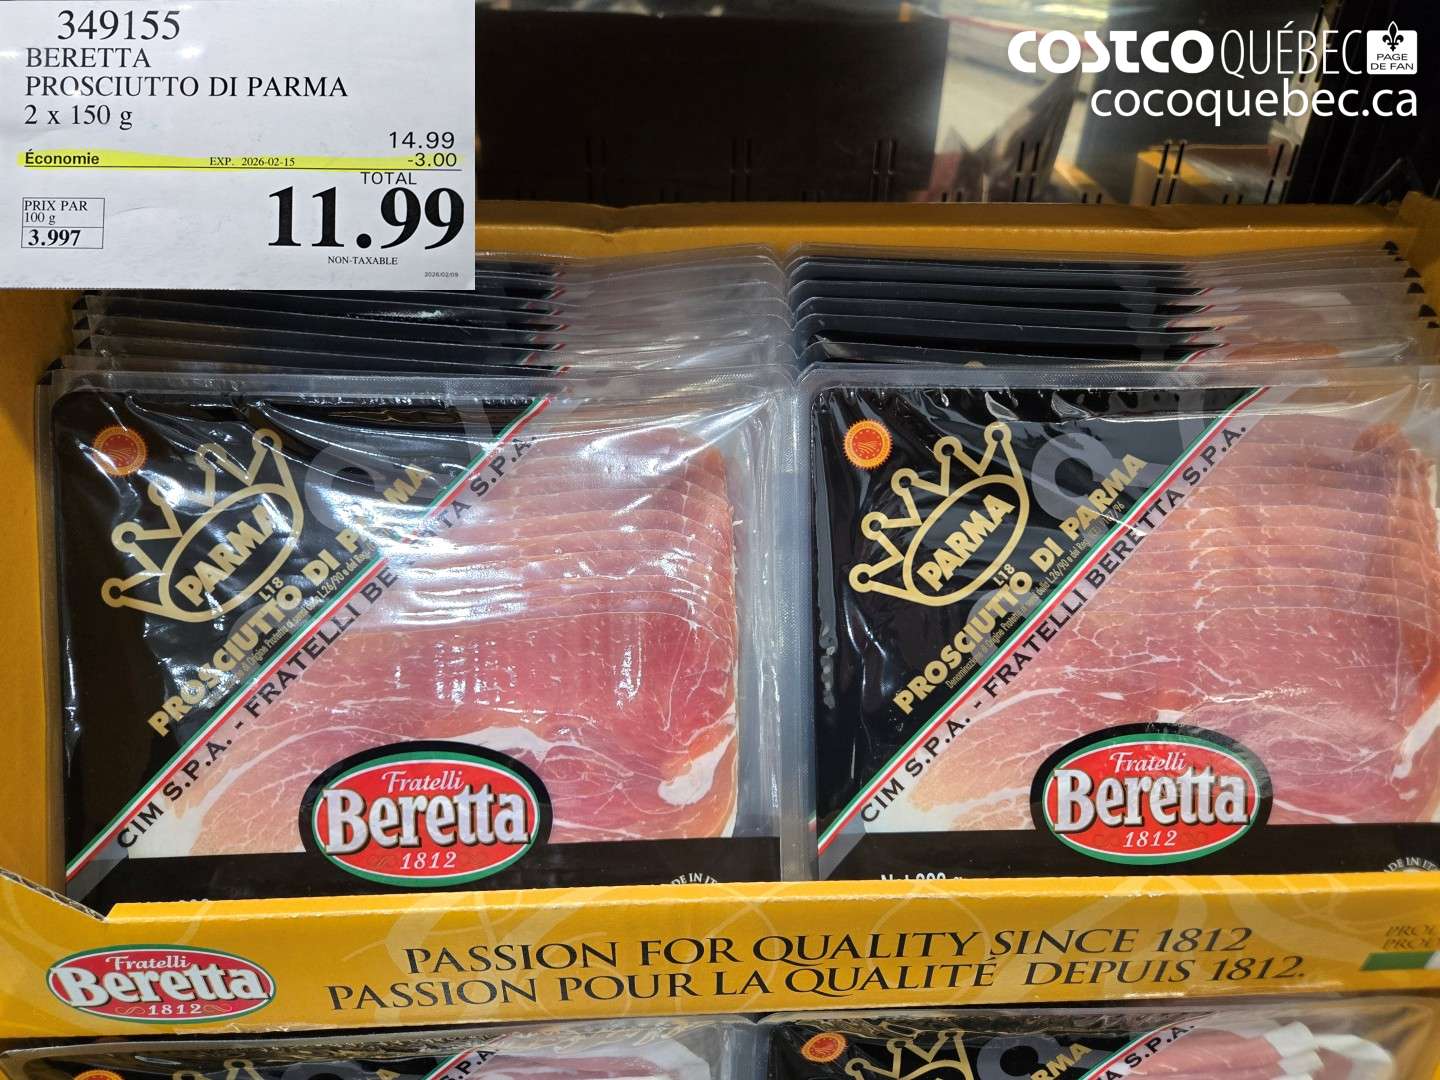 349155
BERETTA
PROSCIUTTO DI PARMA
2 x 150 g
14.99
Économie EXP. 2026-02-15 -3.00
TOTAL
11.99
PRIX PAR
100 g
3.997
NON-TAXABLE
2026/02/09
COSTCO QUÉBEC PAGE DE FAN
cocoquebec.ca
PARMA
L18
PROSCIUTTO DI PARMA
CIM S.P.A. - FRATELLI BERETTA S.P.A.
Fratelli
Beretta
1812
PARMA
L18
PROSCIUTTO DI PARMA
CIM S.P.A. - FRATELLI BERETTA S.P.A.
Fratelli
Beretta
1812
Fratelli
Beretta
1812
PASSION FOR QUALITY SINCE 1812
PASSION POUR LA QUALITÉ DEPUIS 1812.